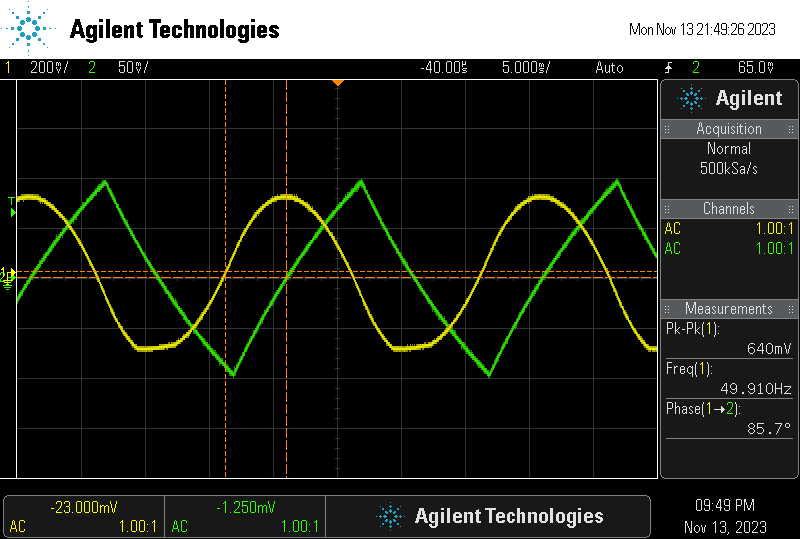 Agilent Technologies
Mon Nov 13 21:49:26 2023
1 200mV/ 2 50mV/ -40.00ms 5.000ms/ Auto 2 65.0mV
Agilent
Acquisition
Normal
500kSa/s
Channels
AC 1.00:1
AC 1.00:1
Measurements
Pk-Pk(1):
640mV
Freq(1):
49.910Hz
Phase(1→2):
85.7°
T
-23.000mV
AC 1.00:1
-1.250mV
AC 1.00:1
Agilent Technologies
09:49 PM
Nov 13, 2023